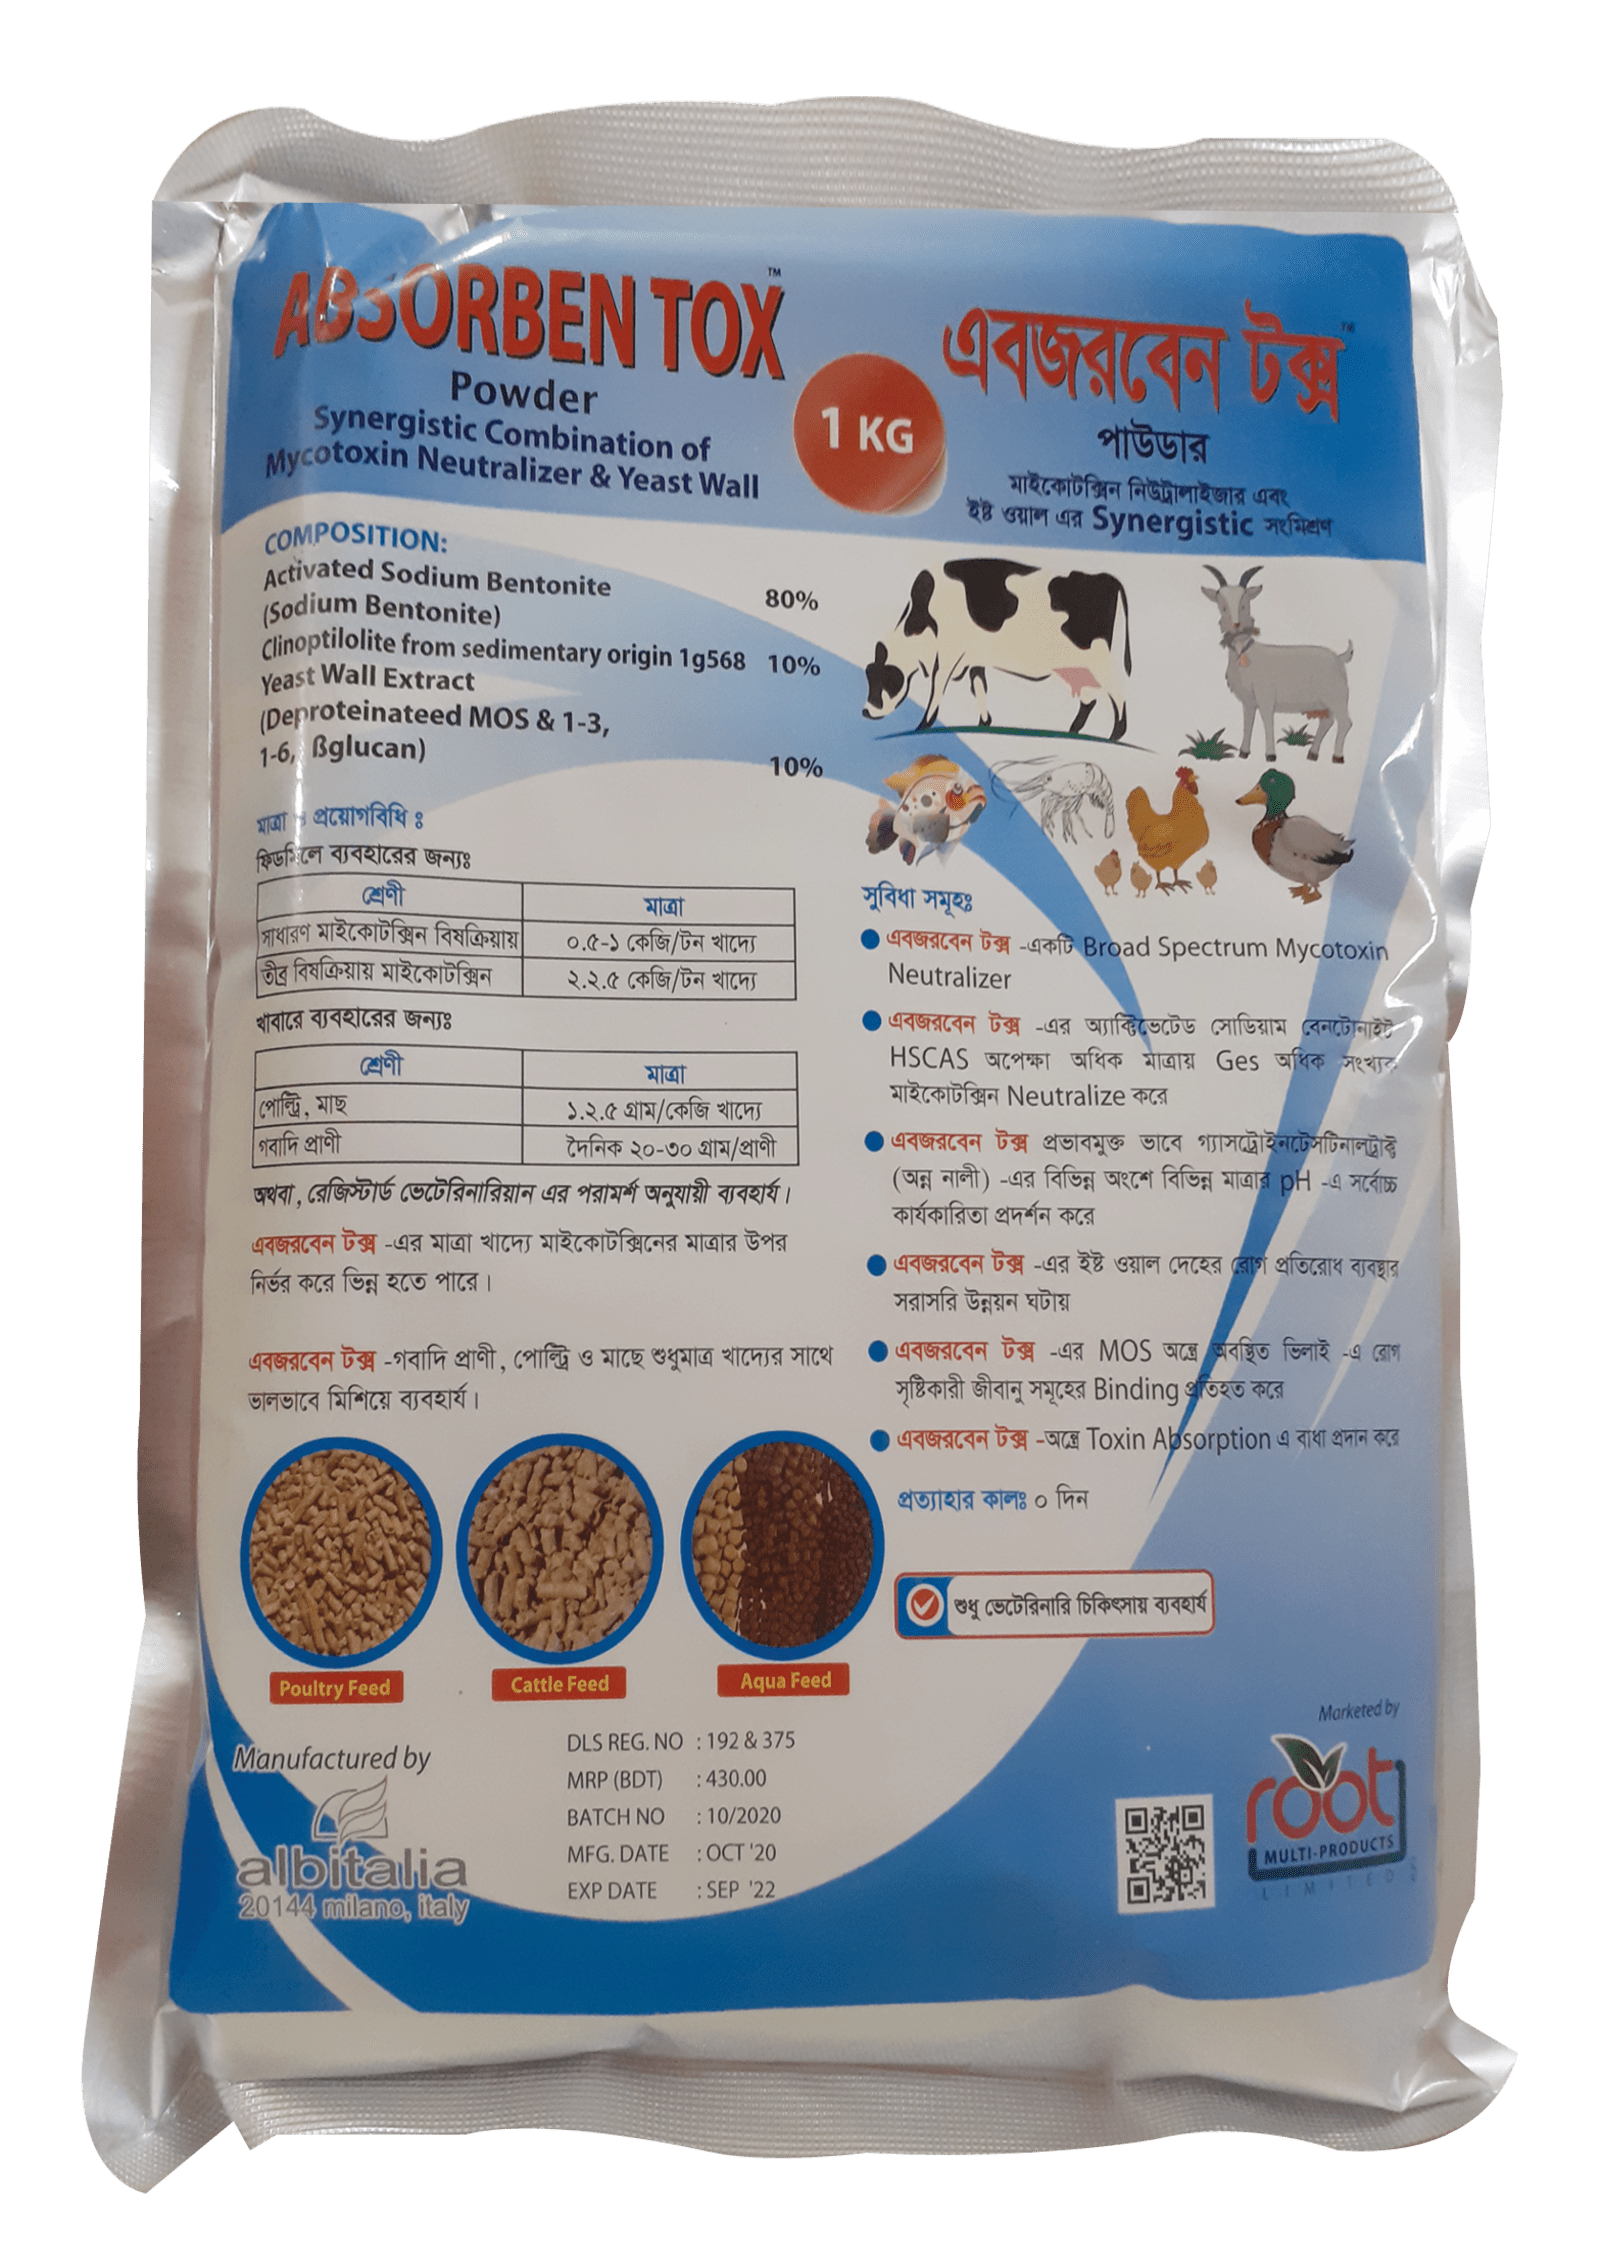 ABSORBEN TOX™
Powder
Synergistic Combination of
Mycotoxin Neutralizer & Yeast Wall
1 KG
এবজরবেন টক্স™
পাউডার
মাইকোটক্সিন নিউট্রালাইজার এবং
ইষ্ট ওয়াল এর Synergistic সংমিশ্রণ
COMPOSITION:
Activated Sodium Bentonite
(Sodium Bentonite) 80%
Clinoptilolite from sedimentary origin 1g568 10%
Yeast Wall Extract
(Deproteinateed MOS & 1-3,
1-6, ßglucan) 10%
মাত্রা ও প্রয়োগবিধি ঃ
ফিডমিলে ব্যবহারের জন্যঃ
শ্রেণী মাত্রা
সাধারণ মাইকোটক্সিন বিষক্রিয়ায় ০.৫-১ কেজি/টন খাদ্যে
তীব্র বিষক্রিয়ায় মাইকোটক্সিন ২.২.৫ কেজি/টন খাদ্যে
খাবারে ব্যবহারের জন্যঃ
শ্রেণী মাত্রা
পোল্ট্রি, মাছ ১.২.৫ গ্রাম/কেজি খাদ্যে
গবাদি প্রাণী দৈনিক ২০-৩০ গ্রাম/প্রাণী
অথবা, রেজিস্টার্ড ভেটেরিনারিয়ান এর পরামর্শ অনুযায়ী ব্যবহার্য।
এবজরবেন টক্স -এর মাত্রা খাদ্যে মাইকোটক্সিনের মাত্রার উপর
নির্ভর করে ভিন্ন হতে পারে।
এবজরবেন টক্স -গবাদি প্রাণী, পোল্ট্রি ও মাছে শুধুমাত্র খাদ্যের সাথে
ভালভাবে মিশিয়ে ব্যবহার্য।
Poultry Feed
Cattle Feed
Aqua Feed
সুবিধা সমূহঃ
এবজরবেন টক্স -একটি Broad Spectrum Mycotoxin
Neutralizer
এবজরবেন টক্স -এর অ্যাক্টিভেটেড সোডিয়াম বেনটোনাইট
HSCAS অপেক্ষা অধিক মাত্রায় Ges অধিক সংখ্যক
মাইকোটক্সিন Neutralize করে
এবজরবেন টক্স প্রভাবমুক্ত ভাবে গ্যাসট্রোইনটেসটিনালট্রাক্ট
(অন্ন নালী) -এর বিভিন্ন অংশে বিভিন্ন মাত্রার pH -এ সর্বোচ্চ
কার্যকারিতা প্রদর্শন করে
এবজরবেন টক্স -এর ইষ্ট ওয়াল দেহের রোগ প্রতিরোধ ব্যবস্থার
সরাসরি উন্নয়ন ঘটায়
এবজরবেন টক্স -এর MOS অন্ত্রে অবস্থিত ভিলাই -এ রোগ
সৃষ্টিকারী জীবানু সমূহের Binding প্রতিহত করে
এবজরবেন টক্স -অন্ত্রে Toxin Absorption এ বাধা প্রদান করে
প্রত্যাহার কালঃ ০ দিন
শুধু ভেটেরিনারি চিকিৎসায় ব্যবহার্য
Manufactured by
albitalia
20144 milano, italy
DLS REG. NO : 192 & 375
MRP (BDT) : 430.00
BATCH NO : 10/2020
MFG. DATE : OCT '20
EXP DATE : SEP '22
Marketed by
root
MULTI-PRODUCTS
LIMITED